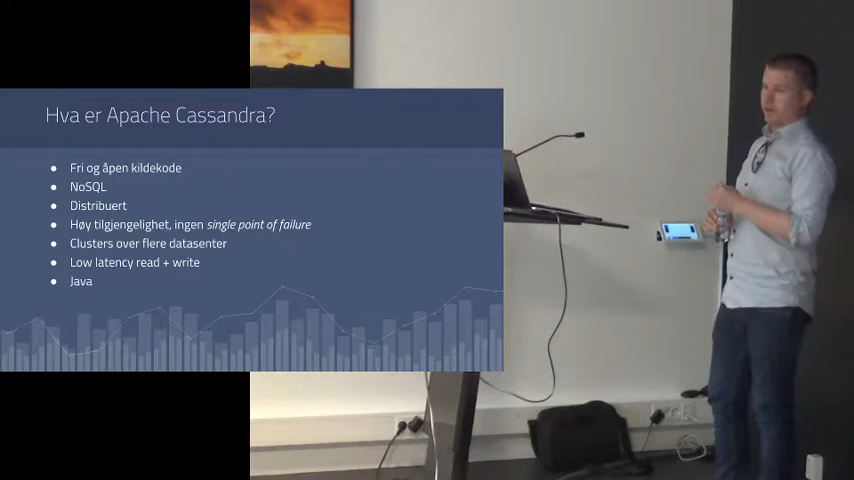 Hva er Apache Cassandra?
Fri og åpen kildekode
NoSQL
Distribuert
Høy tilgjengelighet, ingen single point of failure
Clusters over flere datasenter
Low latency read + write
Java